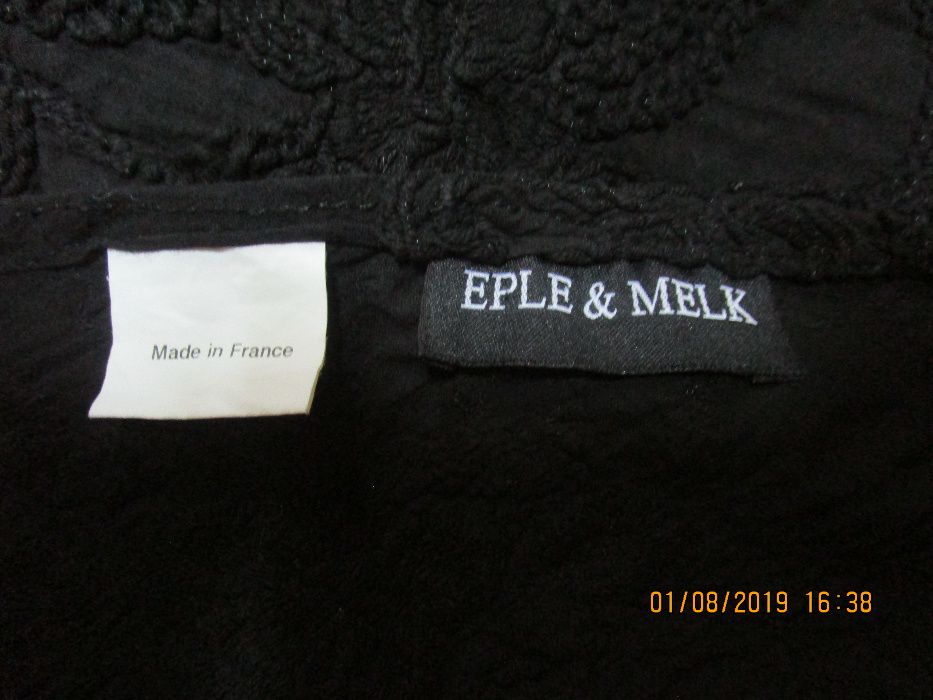 Made in France
EPLE & MELK
01/08/2019 16:38